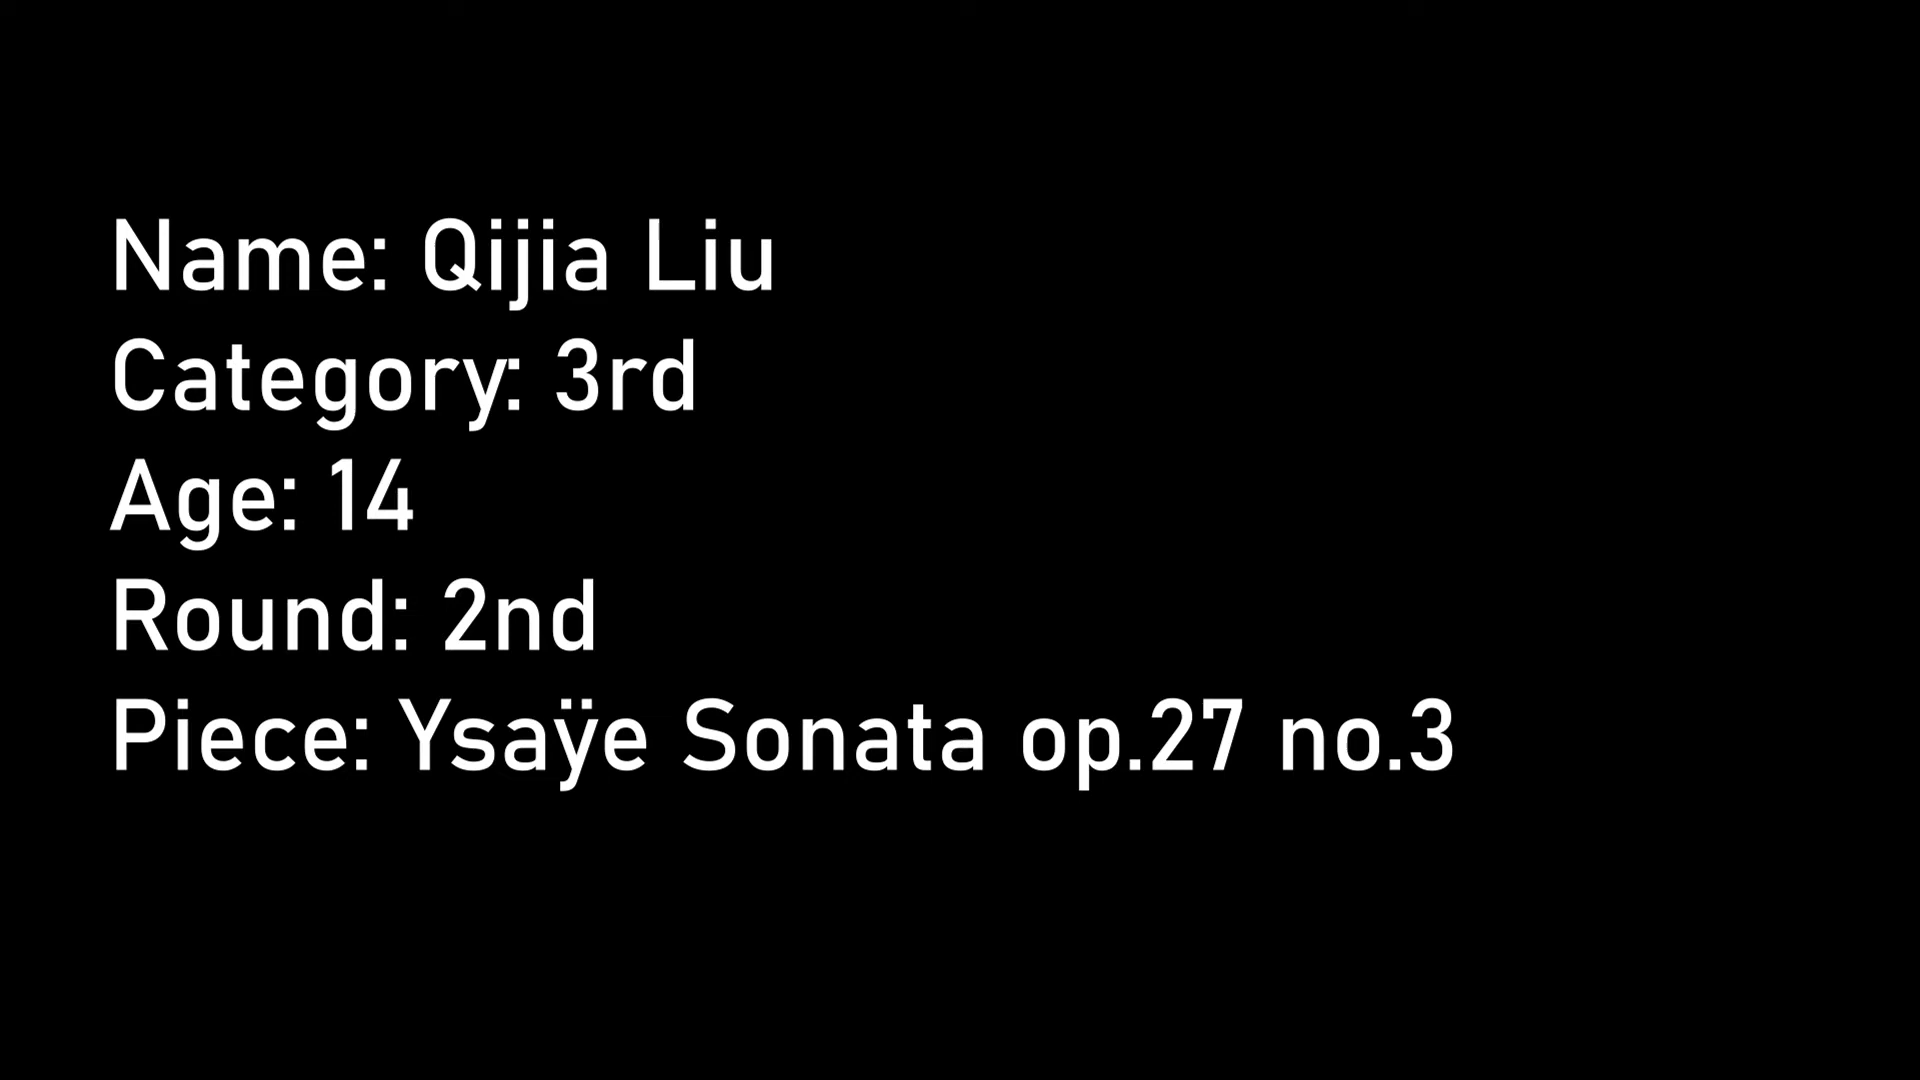 Name: Qijia Liu
Category: 3rd
Age: 14
Round: 2nd
Piece: Ysaÿe Sonata op.27 no.3